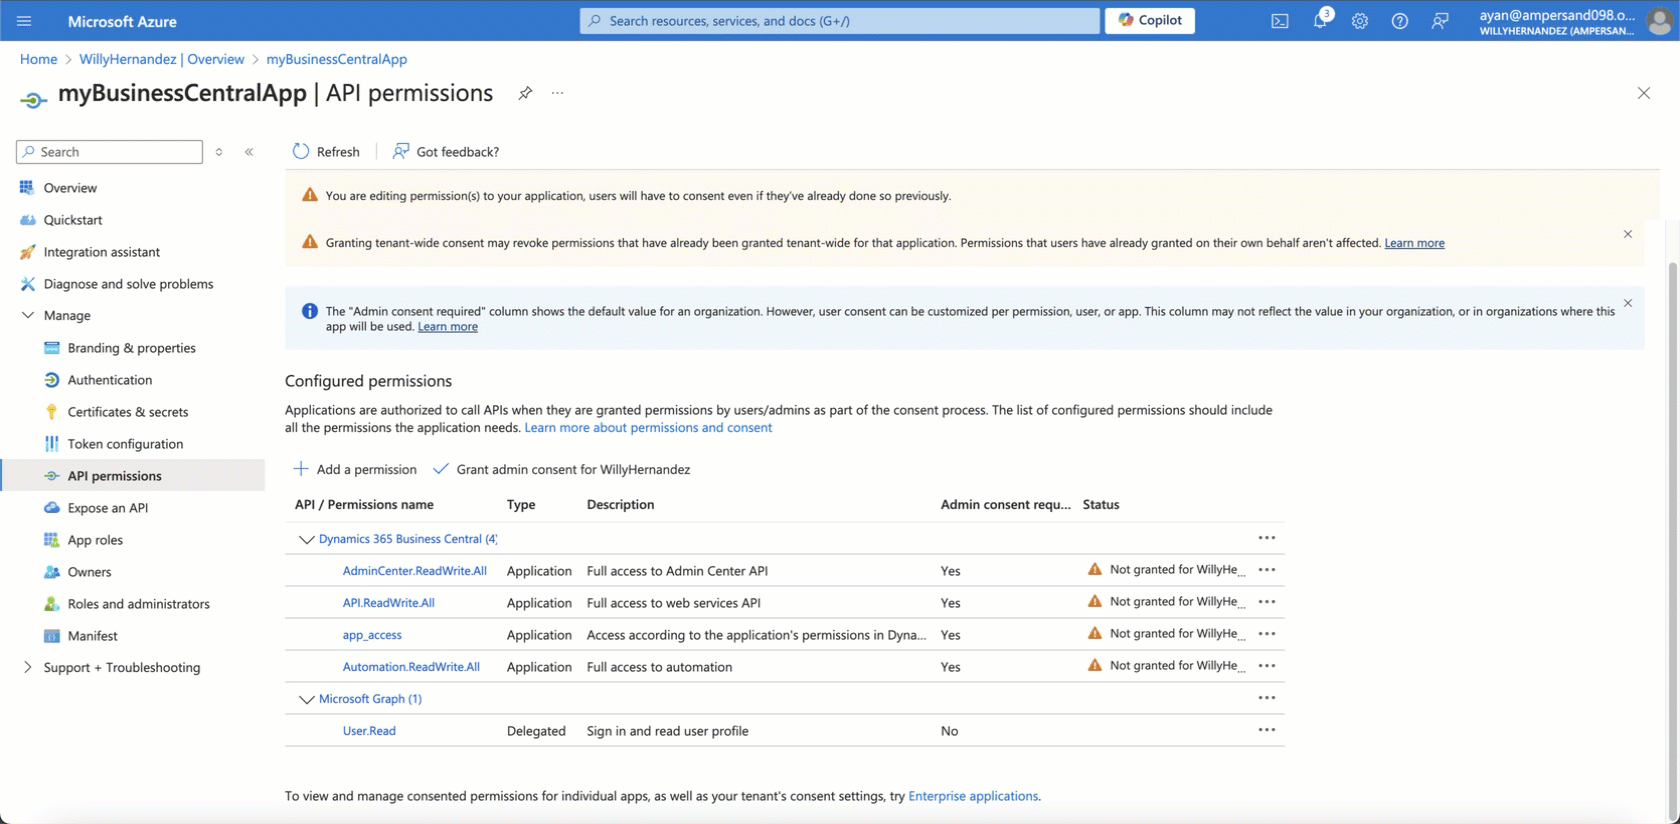 Microsoft Azure
Search resources, services, and docs (G+/)
Copilot
3
ayan@ampersand098.o...
WILLYHERNANDEZ (AMPERSAN...
Home > WillyHernandez | Overview > myBusinessCentralApp
myBusinessCentralApp | API permissions
Search
Refresh
Got feedback?
Overview
Quickstart
Integration assistant
Diagnose and solve problems
Manage
Branding & properties
Authentication
Certificates & secrets
Token configuration
API permissions
Expose an API
App roles
Owners
Roles and administrators
Manifest
Support + Troubleshooting
You are editing permission(s) to your application, users will have to consent even if they've already done so previously.
Granting tenant-wide consent may revoke permissions that have already been granted tenant-wide for that application. Permissions that users have already granted on their own behalf aren't affected. Learn more
The "Admin consent required" column shows the default value for an organization. However, user consent can be customized per permission, user, or app. This column may not reflect the value in your organization, or in organizations where this
app will be used. Learn more
Configured permissions
Applications are authorized to call APIs when they are granted permissions by users/admins as part of the consent process. The list of configured permissions should include
all the permissions the application needs. Learn more about permissions and consent
Add a permission
Grant admin consent for WillyHernandez
API / Permissions name Type Description Admin consent requ... Status
Dynamics 365 Business Central (4)
AdminCenter.ReadWrite.All Application Full access to Admin Center API Yes Not granted for WillyHe...
API.ReadWrite.All Application Full access to web services API Yes Not granted for WillyHe...
app_access Application Access according to the application's permissions in Dyna... Yes Not granted for WillyHe...
Automation.ReadWrite.All Application Full access to automation Yes Not granted for WillyHe...
Microsoft Graph (1)
User.Read Delegated Sign in and read user profile No
To view and manage consented permissions for individual apps, as well as your tenant's consent settings, try Enterprise applications.